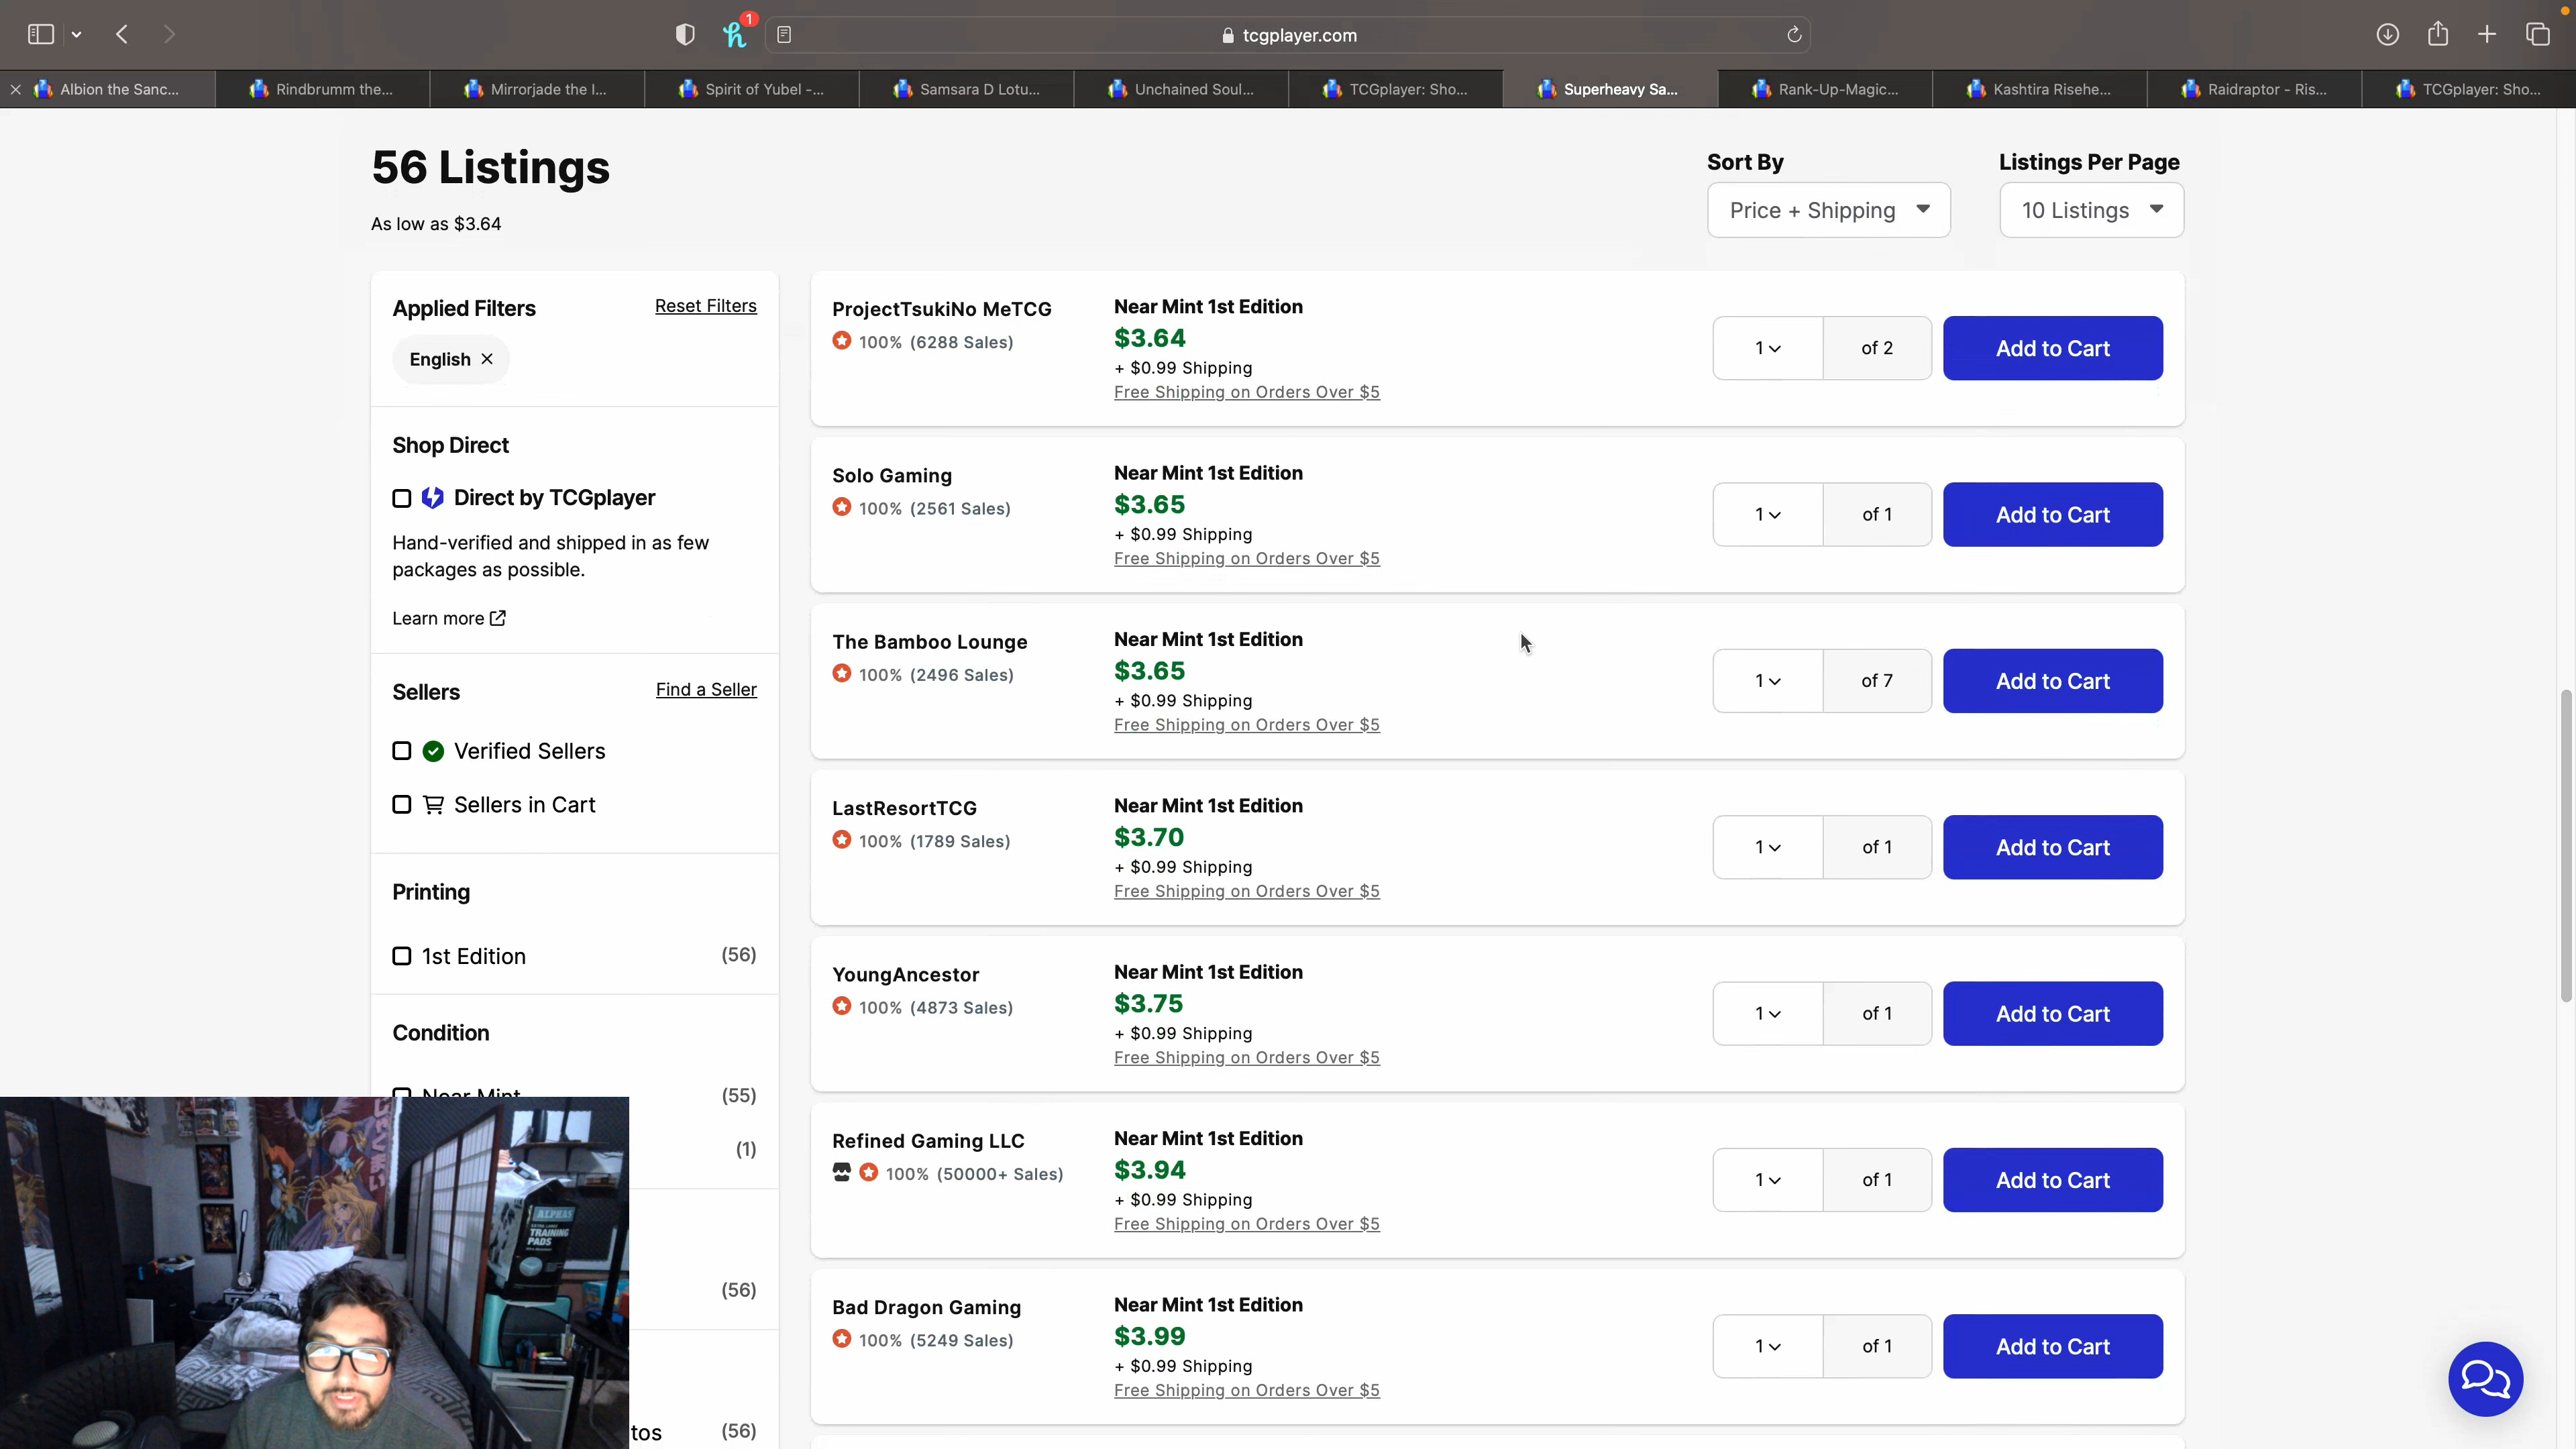 1
tcgplayer.com
Albion the Sanc...
Rindbrumm the...
Mirrorjade the I...
Spirit of Yubel -...
Samsara D Lotu...
Unchained Soul...
TCGplayer: Sho...
Superheavy Sa...
Rank-Up-Magic...
Kashtira Risehe...
Raidraptor - Ris...
TCGplayer: Sho...
56 Listings
As low as $3.64
Sort By
Price + Shipping
Listings Per Page
10 Listings
Applied Filters
Reset Filters
English
Shop Direct
Direct by TCGplayer
Hand-verified and shipped in as few
packages as possible.
Learn more
Sellers
Find a Seller
Verified Sellers
Sellers in Cart
Printing
1st Edition (56)
Condition
Near Mint (55)
(1)
(56)
tos (56)
ProjectTsukiNo MeTCG
100% (6288 Sales)
Near Mint 1st Edition
$3.64
+ $0.99 Shipping
Free Shipping on Orders Over $5
1 of 2
Add to Cart
Solo Gaming
100% (2561 Sales)
Near Mint 1st Edition
$3.65
+ $0.99 Shipping
Free Shipping on Orders Over $5
1 of 1
Add to Cart
The Bamboo Lounge
100% (2496 Sales)
Near Mint 1st Edition
$3.65
+ $0.99 Shipping
Free Shipping on Orders Over $5
1 of 7
Add to Cart
LastResortTCG
100% (1789 Sales)
Near Mint 1st Edition
$3.70
+ $0.99 Shipping
Free Shipping on Orders Over $5
1 of 1
Add to Cart
YoungAncestor
100% (4873 Sales)
Near Mint 1st Edition
$3.75
+ $0.99 Shipping
Free Shipping on Orders Over $5
1 of 1
Add to Cart
Refined Gaming LLC
100% (50000+ Sales)
Near Mint 1st Edition
$3.94
+ $0.99 Shipping
Free Shipping on Orders Over $5
1 of 1
Add to Cart
Bad Dragon Gaming
100% (5249 Sales)
Near Mint 1st Edition
$3.99
+ $0.99 Shipping
Free Shipping on Orders Over $5
1 of 1
Add to Cart
ALPHAS
TRAINING
PADS